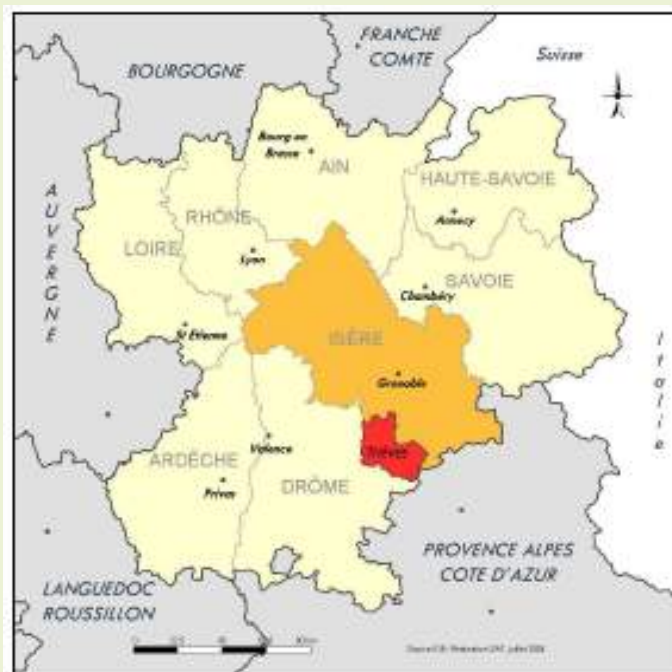 FRANCHE
COMTE
BOURGOGNE
Suisse
Bourg en
Bresse
AIN
HAUTE-SAVOIE
AUVERGNE
RHÔNE
Annecy
LOIRE
Lyon
SAVOIE
Chambéry
St Etienne
ISÈRE
Italie
Grenoble
Valence
ARDÈCHE
Privas
DRÔME
PROVENCE ALPES
COTE D'AZUR
LANGUEDOC
ROUSSILLON